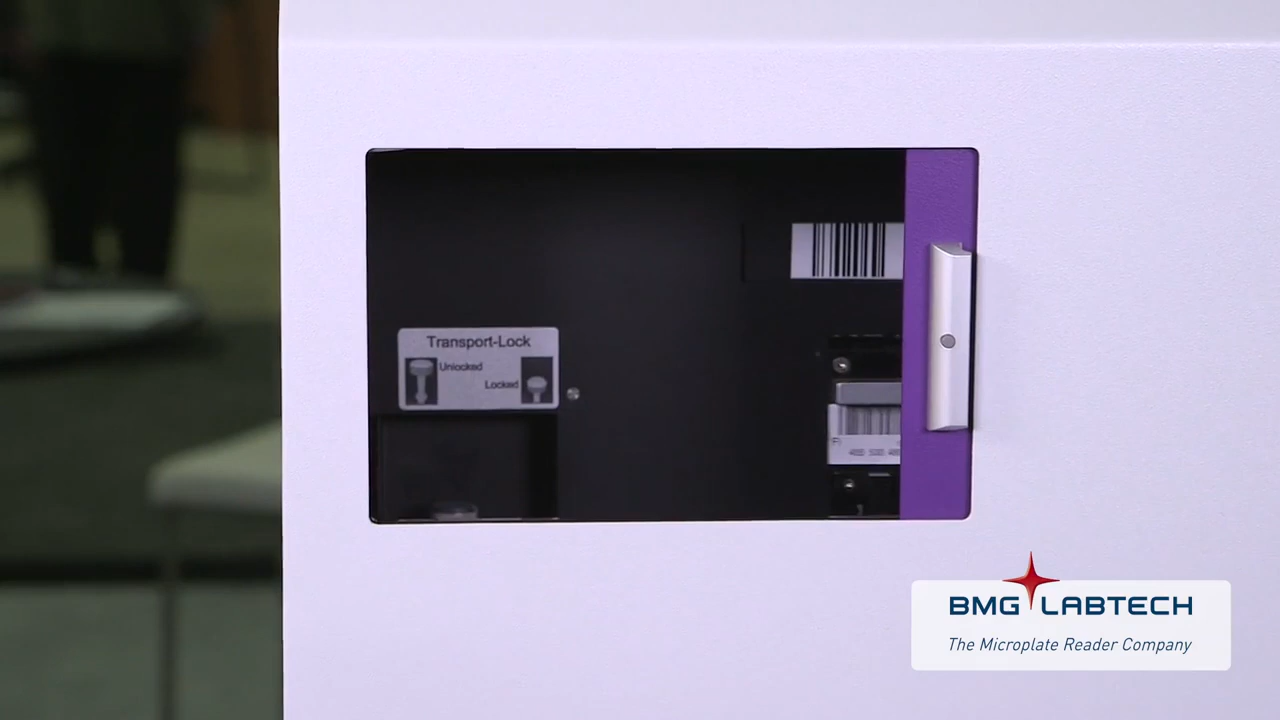 Transport-Lock
Unlocked
Locked
BMG LABTECH
The Microplate Reader Company